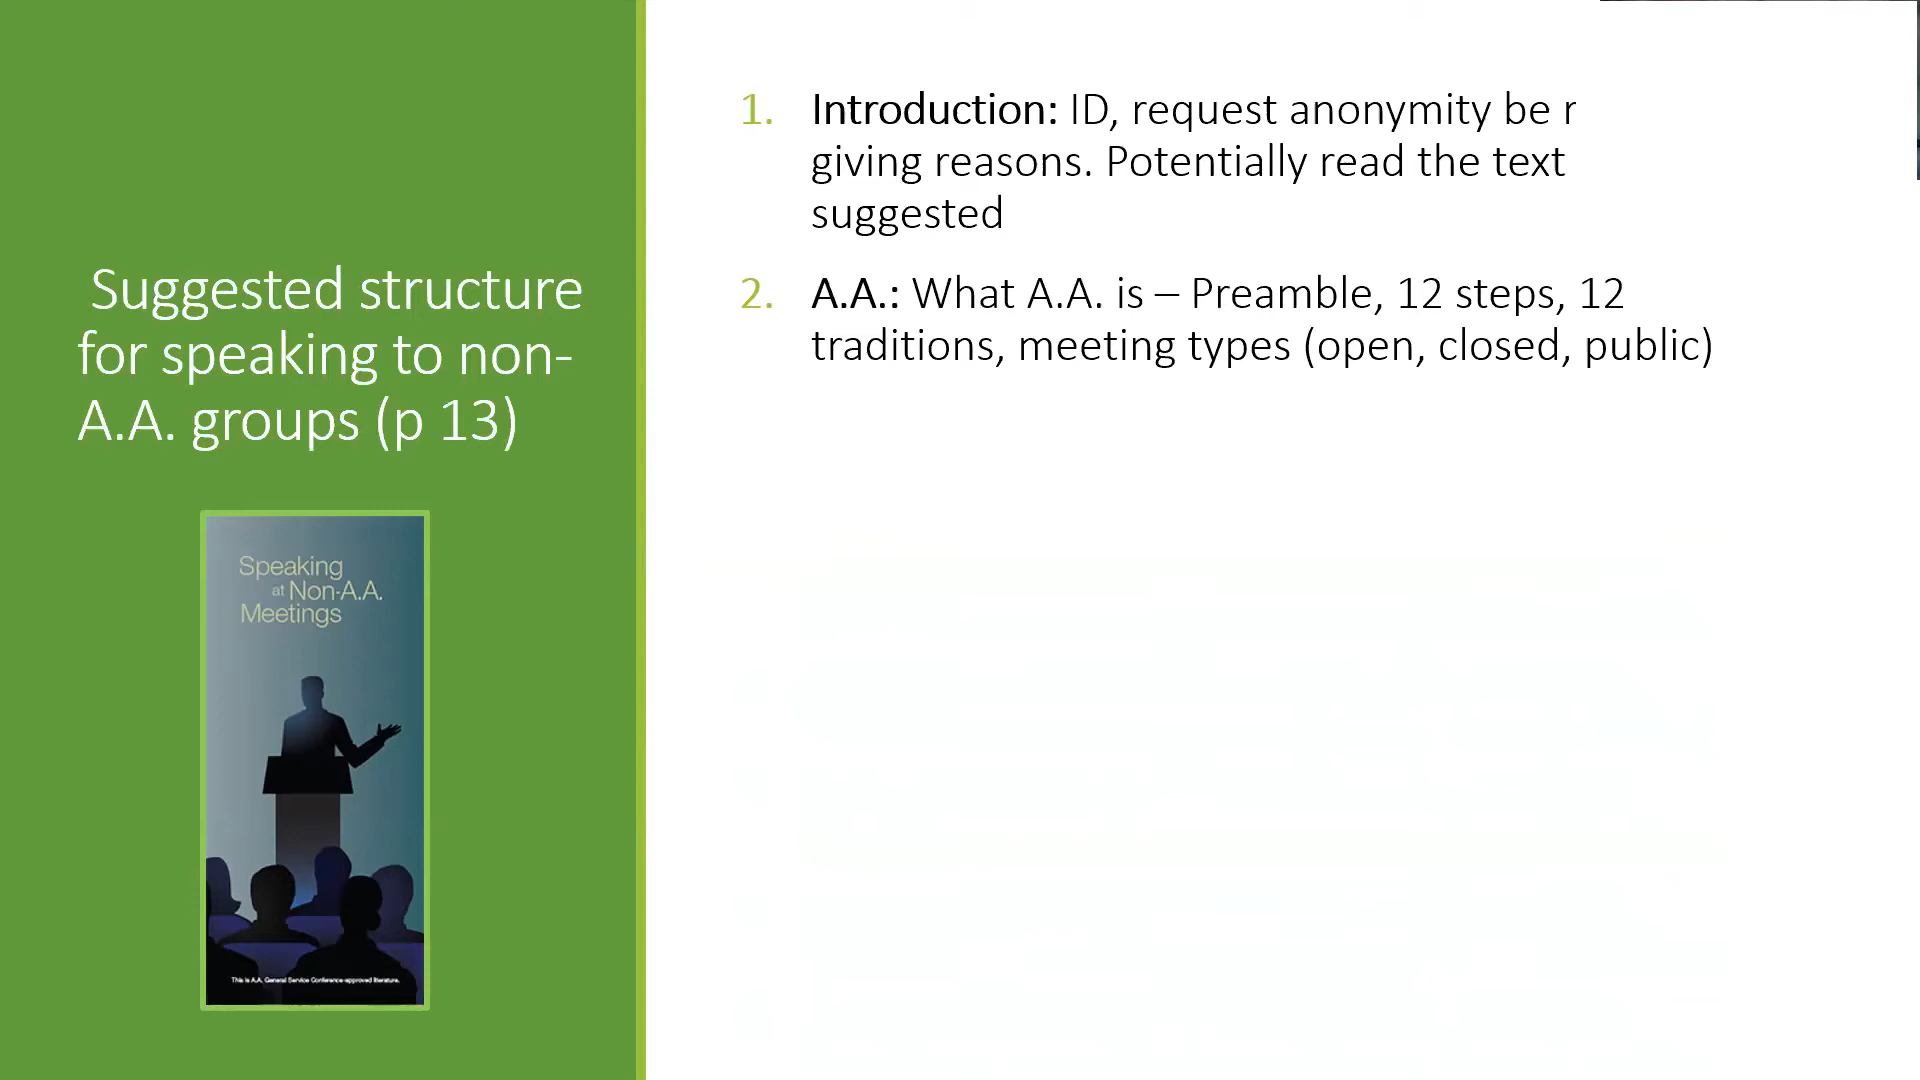 Suggested structure
for speaking to non-
A.A. groups (p 13)
Speaking
at Non-A.A.
Meetings
This is A.A. General Service Conference-approved literature.
1. Introduction: ID, request anonymity be r
giving reasons. Potentially read the text
suggested
2. A.A.: What A.A. is – Preamble, 12 steps, 12
traditions, meeting types (open, closed, public)